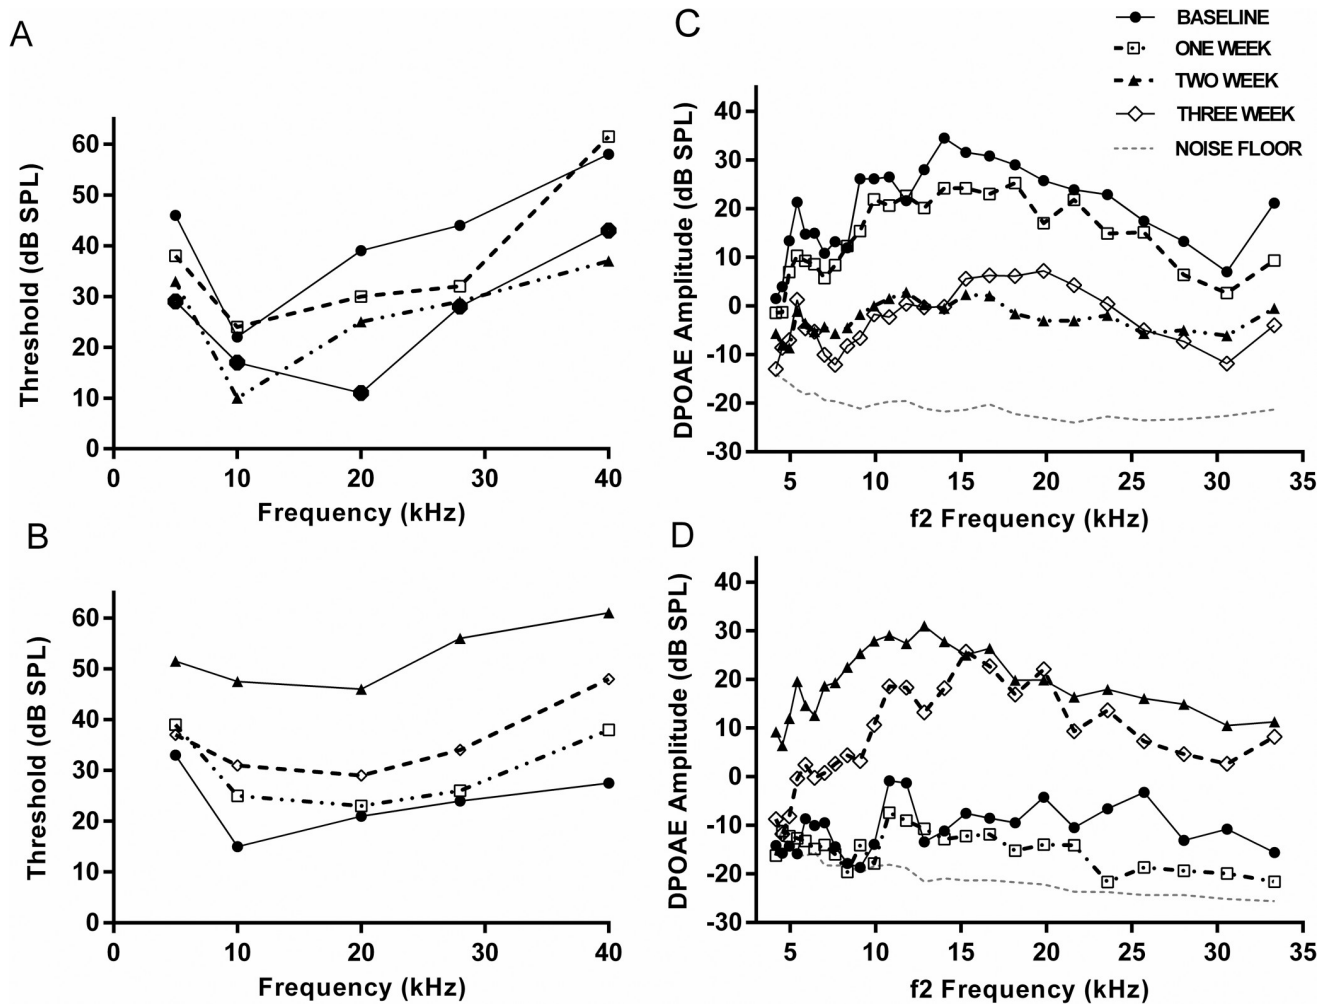 A
Threshold (dB SPL)
60
50
40
30
20
10
0
0 10 20 30 40
Frequency (kHz)
B
Threshold (dB SPL)
60
50
40
30
20
10
0
0 10 20 30 40
Frequency (kHz)
C
BASELINE
ONE WEEK
TWO WEEK
THREE WEEK
NOISE FLOOR
DPOAE Amplitude (dB SPL)
40
30
20
10
0
-10
-20
-30
5 10 15 20 25 30 35
f2 Frequency (kHz)
D
DPOAE Amplitude (dB SPL)
40
30
20
10
0
-10
-20
-30
5 10 15 20 25 30 35
f2 Frequency (kHz)